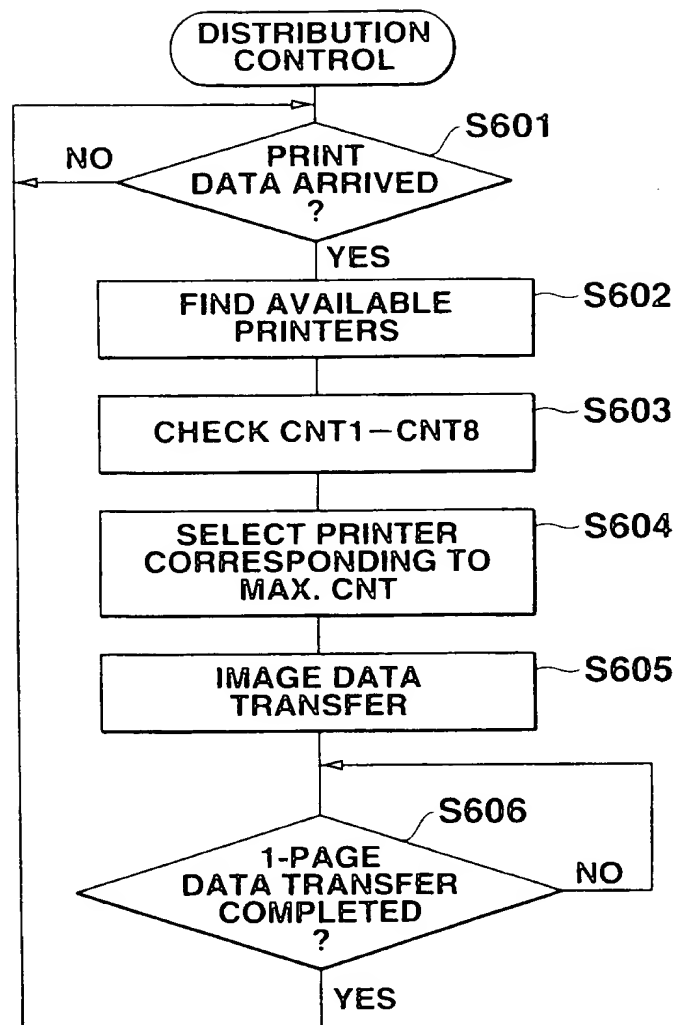 DISTRIBUTION
CONTROL
S601
NO
PRINT
DATA ARRIVED
?
YES
FIND AVAILABLE
PRINTERS
S602
CHECK CNT1—CNT8
S603
SELECT PRINTER
CORRESPONDING TO
MAX. CNT
S604
IMAGE DATA
TRANSFER
S605
S606
1-PAGE
DATA TRANSFER
COMPLETED
?
NO
YES